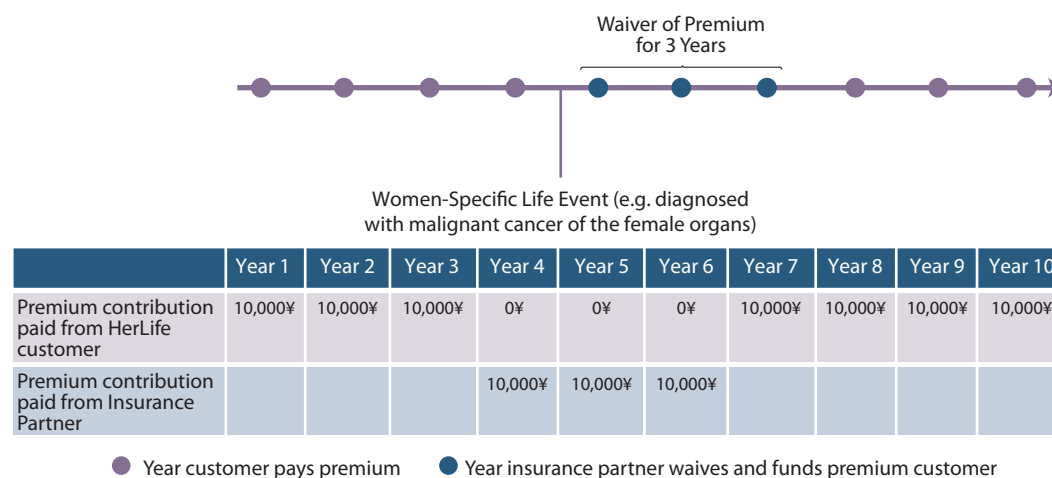 Waiver of Premium
for 3 Years
Women-Specific Life Event (e.g. diagnosed
with malignant cancer of the female organs)
Year 1 Year 2 Year 3 Year 4 Year 5 Year 6 Year 7 Year 8 Year 9 Year 10
Premium contribution 10,000¥ 10,000¥ 10,000¥ 0¥ 0¥ 0¥ 10,000¥ 10,000¥ 10,000¥ 10,000¥
paid from HerLife
customer
Premium contribution 10,000¥ 10,000¥ 10,000¥
paid from Insurance
Partner
Year customer pays premium Year insurance partner waives and funds premium customer